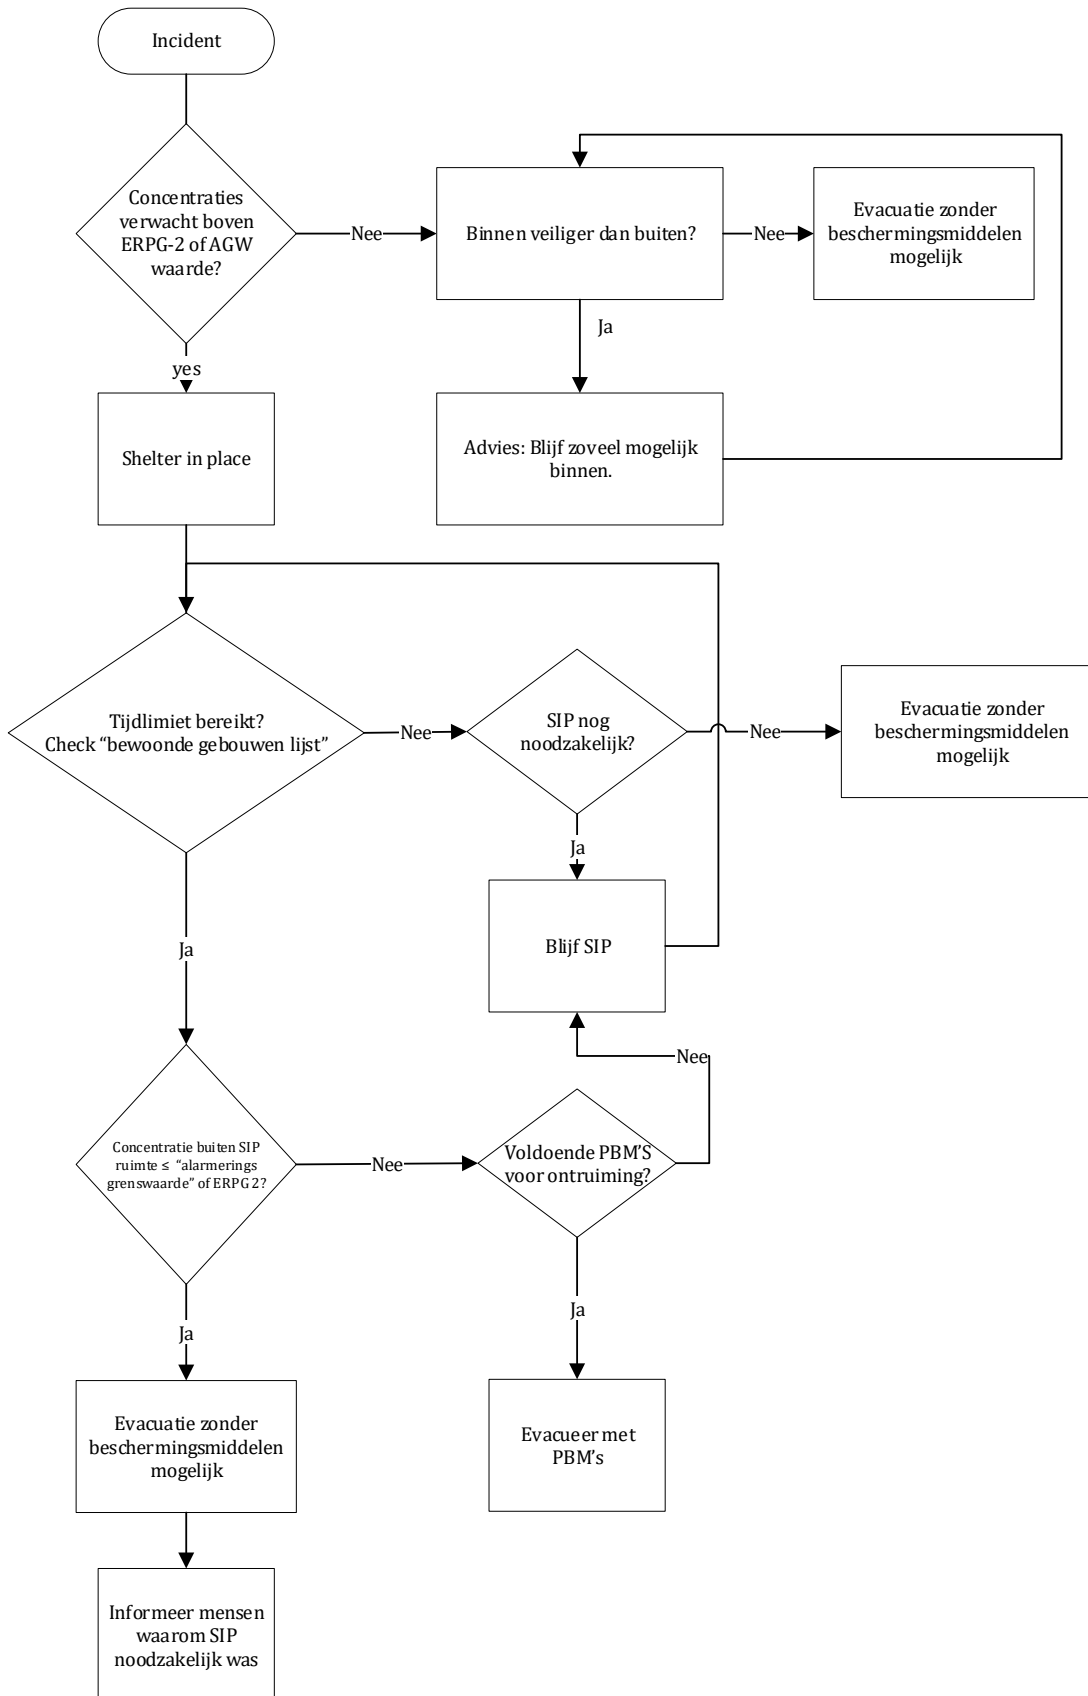 Incident
Concentraties
verwacht boven
ERPG-2 of AGW
waarde?
Nee
Binnen veiliger dan buiten?
Nee
Evacuatie zonder
beschermingsmiddelen
mogelijk
Ja
yes
Shelter in place
Advies: Blijf zoveel mogelijk
binnen.
Tijdlimiet bereikt?
Check “bewoonde gebouwen lijst”
Nee
SIP nog
noodzakelijk?
Nee
Evacuatie zonder
beschermingsmiddelen
mogelijk
Ja
Blijf SIP
Ja
Nee
Concentratie buiten SIP
ruimte ≤ “alarmerings
grenswaarde” of ERPG 2?
Nee
Voldoende PBM’S
voor ontruiming?
Ja
Ja
Evacuatie zonder
beschermingsmiddelen
mogelijk
Evacueer met
PBM’s
Informeer mensen
waarom SIP
noodzakelijk was